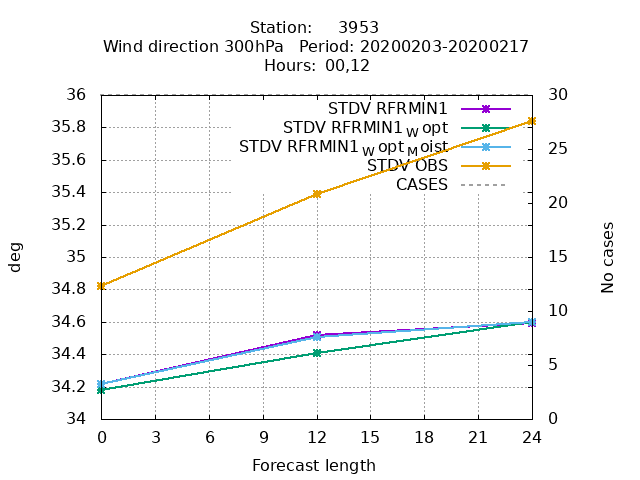 Station:     3953
Wind direction 300hPa   Period: 20200203-20200217
Hours: 00,12
36
30
STDV RFRMIN1
35.8
STDV RFRMIN1_W opt
25
STDV RFRMIN1_W opt_M oist
35.6
STDV OBS
35.4
CASES
20
35.2
35
15
deg
No cases
34.8
10
34.6
34.4
5
34.2
34
0
0 3 6 9 12 15 18 21 24
Forecast length